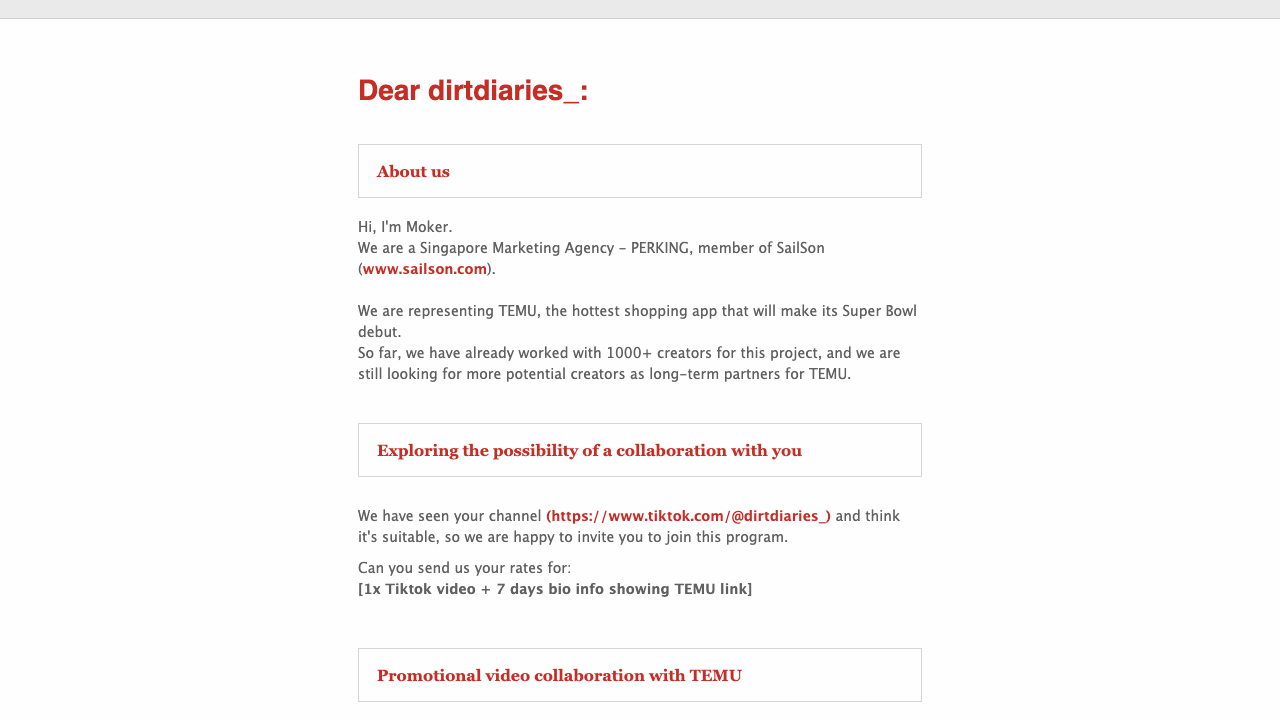 Dear dirtdiaries_:
About us
Hi, I'm Moker.
We are a Singapore Marketing Agency - PERKING, member of SailSon
(www.sailson.com).
We are representing TEMU, the hottest shopping app that will make its Super Bowl
debut.
So far, we have already worked with 1000+ creators for this project, and we are
still looking for more potential creators as long-term partners for TEMU.
Exploring the possibility of a collaboration with you
We have seen your channel (https://www.tiktok.com/@dirtdiaries_) and think
it's suitable, so we are happy to invite you to join this program.
Can you send us your rates for:
[1x Tiktok video + 7 days bio info showing TEMU link]
Promotional video collaboration with TEMU